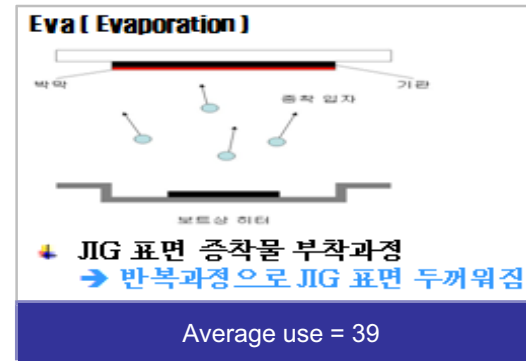 Eva ( Evaporation )
박막
기판
증착 입자
보트상 히터
JIG 표면 증착물 부착과정
➔ 반복과정으로 JIG 표면 두꺼워짐
Average use = 39